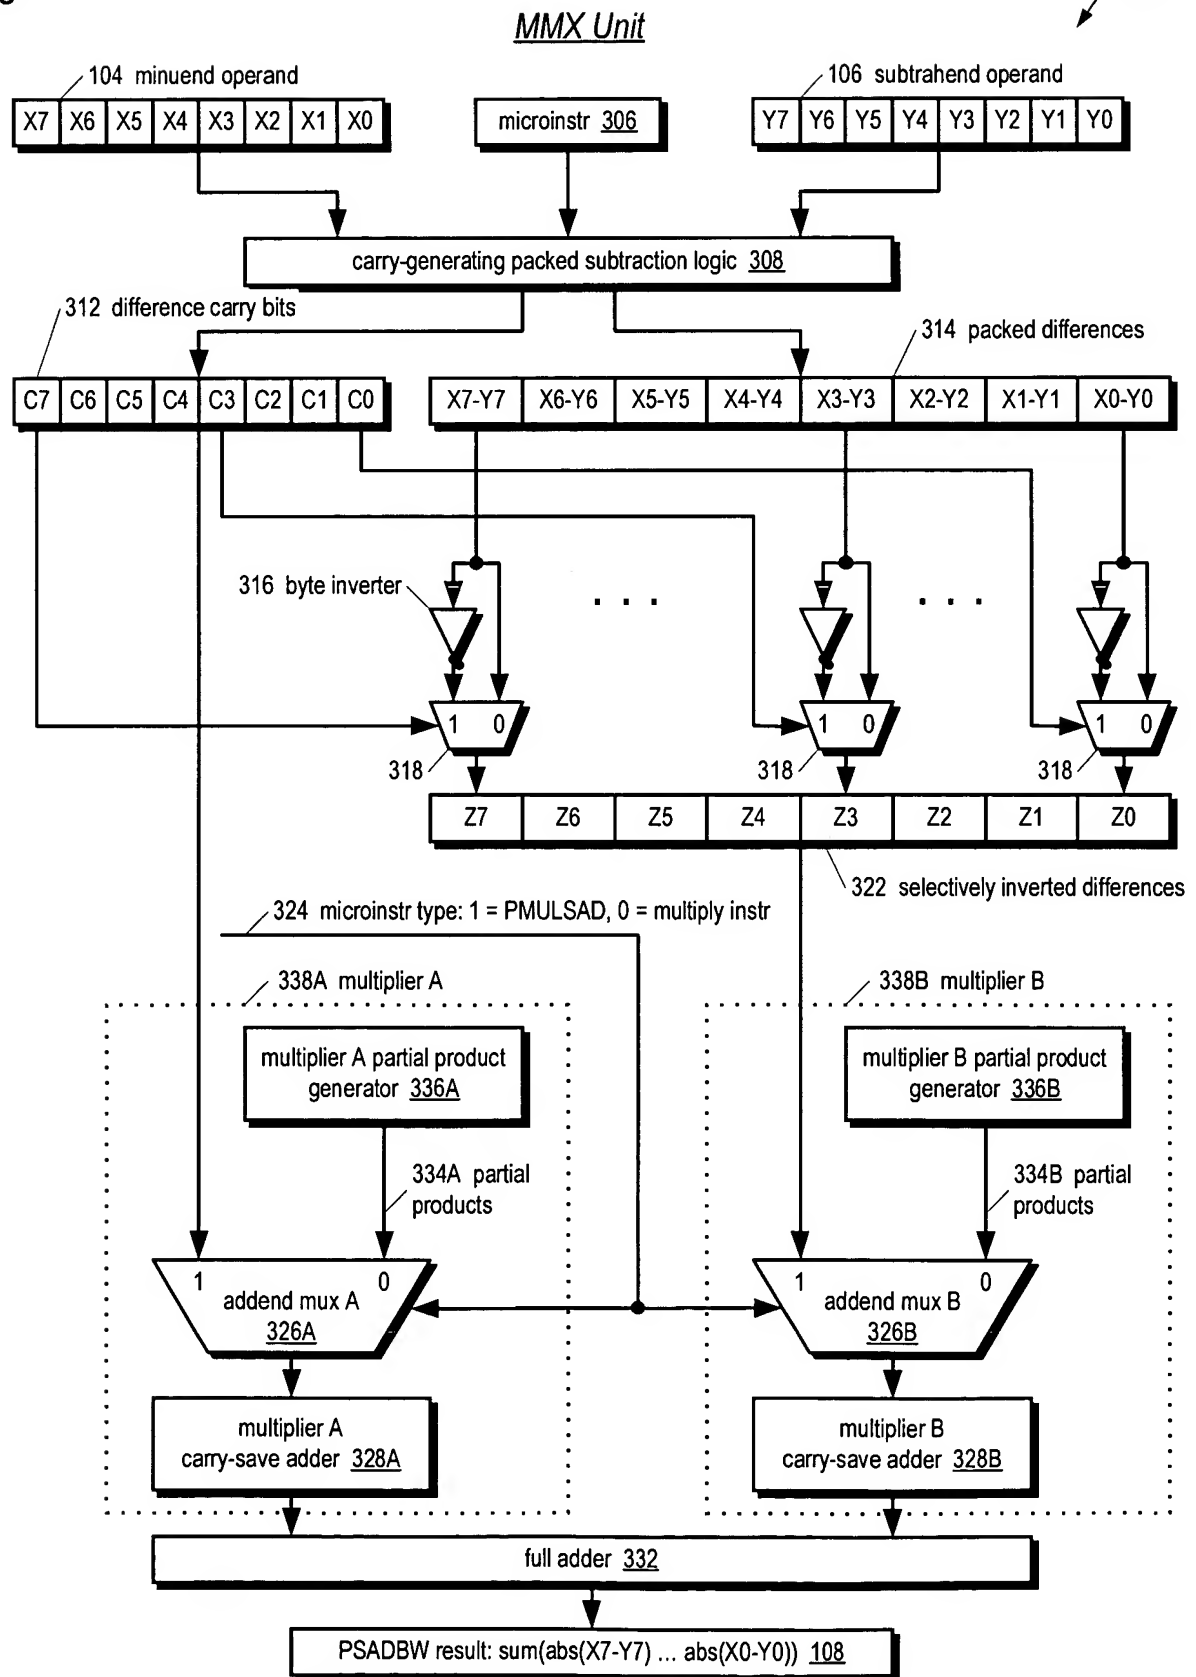 MMX Unit
104 minuend operand
106 subtrahend operand
X7 X6 X5 X4 X3 X2 X1 X0
microinstr 306
Y7 Y6 Y5 Y4 Y3 Y2 Y1 Y0
carry-generating packed subtraction logic 308
312 difference carry bits
314 packed differences
C7 C6 C5 C4 C3 C2 C1 C0
X7-Y7 X6-Y6 X5-Y5 X4-Y4 X3-Y3 X2-Y2 X1-Y1 X0-Y0
316 byte inverter
. . .
. . .
1 0
1 0
1 0
318
318
318
Z7 Z6 Z5 Z4 Z3 Z2 Z1 Z0
322 selectively inverted differences
324 microinstr type: 1 = PMULSAD, 0 = multiply instr
338A multiplier A
338B multiplier B
multiplier A partial product
generator 336A
multiplier B partial product
generator 336B
334A partial
products
334B partial
products
1 0
addend mux A
326A
1 0
addend mux B
326B
multiplier A
carry-save adder 328A
multiplier B
carry-save adder 328B
full adder 332
PSADBW result: sum(abs(X7-Y7) ... abs(X0-Y0)) 108